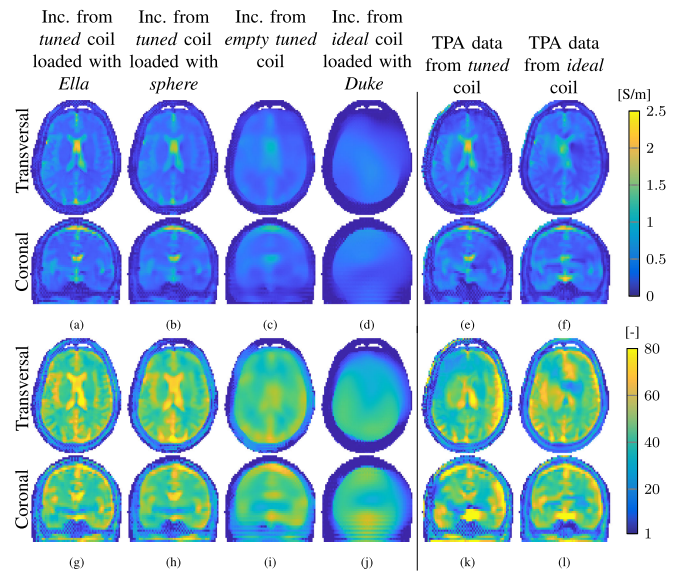 Inc. from
tuned coil
loaded with
Ella
Inc. from
tuned coil
loaded with
sphere
Inc. from
empty tuned
coil
Inc. from
ideal coil
loaded with
Duke
TPA data
from tuned
coil
TPA data
from ideal
coil
[S/m]
Transversal
2.5
2
1.5
1
0.5
0
Coronal
(a)
(b)
(c)
(d)
(e)
(f)
[-]
Transversal
80
60
40
20
1
Coronal
(g)
(h)
(i)
(j)
(k)
(l)